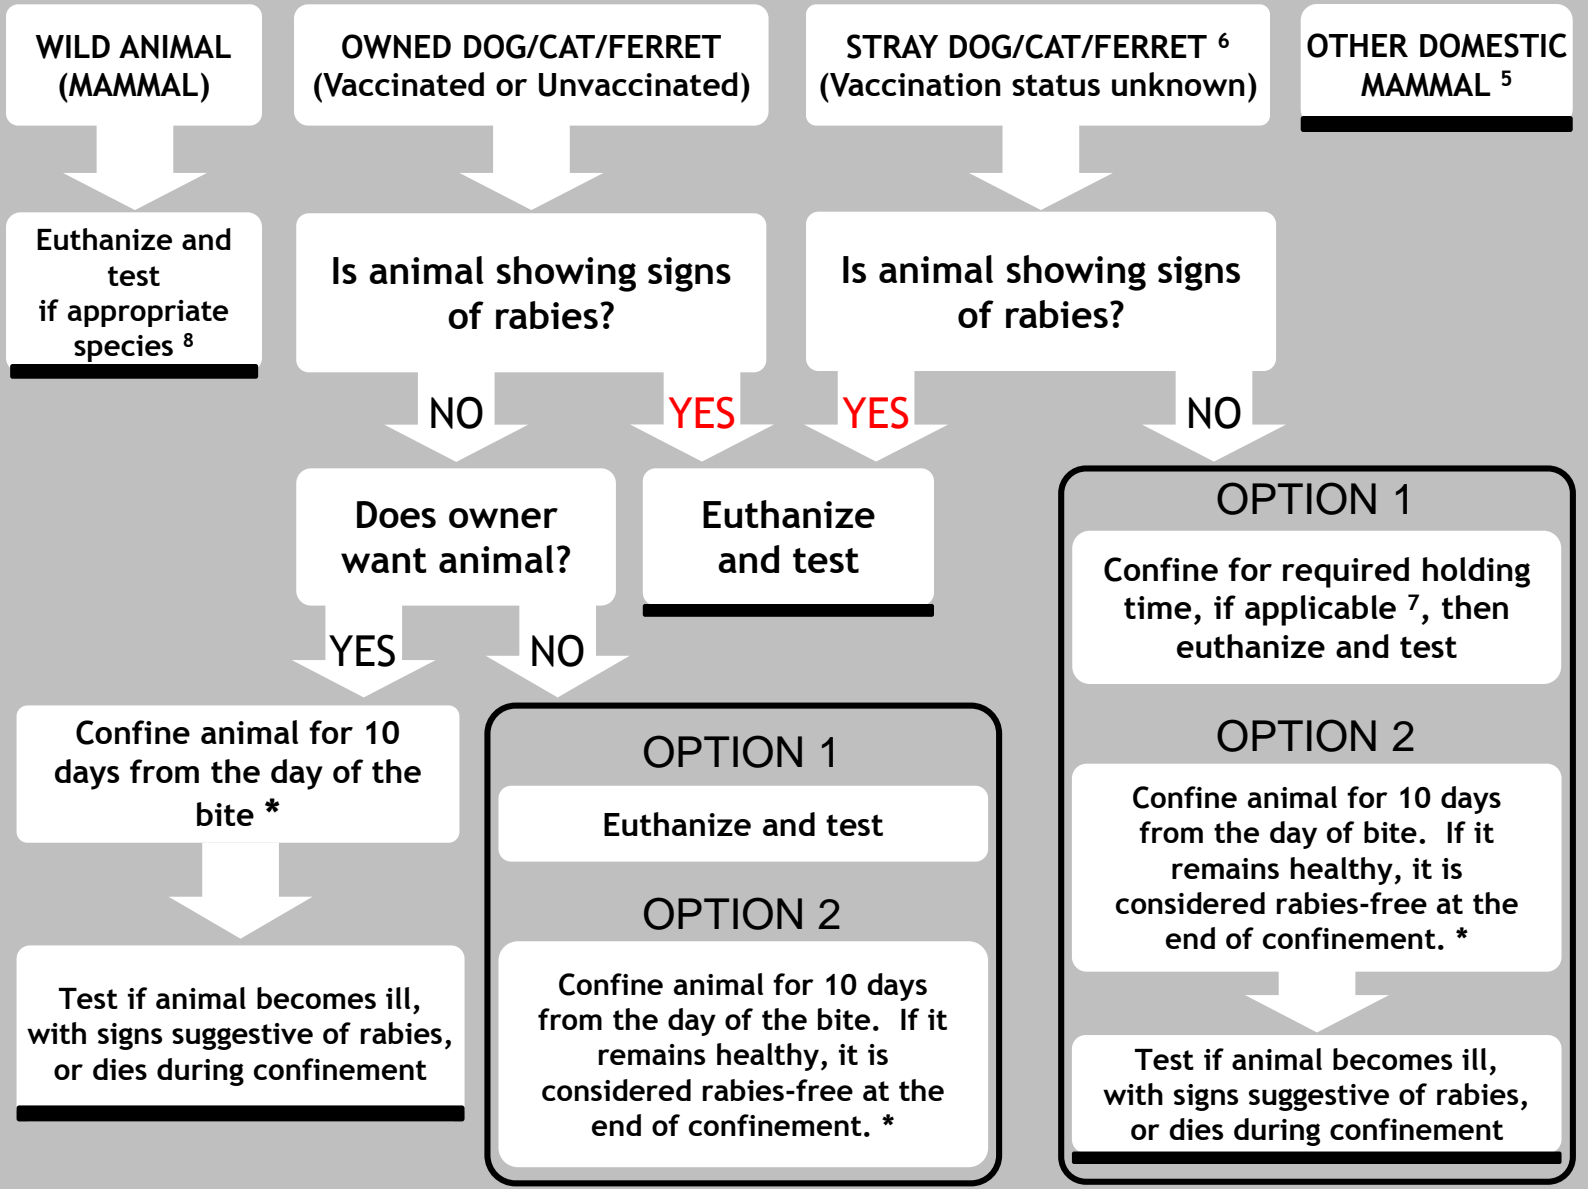 WILD ANIMAL
(MAMMAL)
OWNED DOG/CAT/FERRET
(Vaccinated or Unvaccinated)
STRAY DOG/CAT/FERRET 6
(Vaccination status unknown)
OTHER DOMESTIC
MAMMAL 5
Euthanize and
test
if appropriate
species 8
Is animal showing signs
of rabies?
Is animal showing signs
of rabies?
NO
YES
YES
NO
Does owner
want animal?
Euthanize
and test
OPTION 1
Confine for required holding
time, if applicable 7, then
euthanize and test
YES
NO
Confine animal for 10
days from the day of the
bite *
OPTION 1
Euthanize and test
OPTION 2
Confine animal for 10 days
from the day of the bite.  If it
remains healthy, it is
considered rabies-free at the
end of confinement. *
OPTION 2
Confine animal for 10 days
from the day of bite.  If it
remains healthy, it is
considered rabies-free at the
end of confinement. *
Test if animal becomes ill,
with signs suggestive of rabies,
or dies during confinement
Test if animal becomes ill,
with signs suggestive of rabies,
or dies during confinement